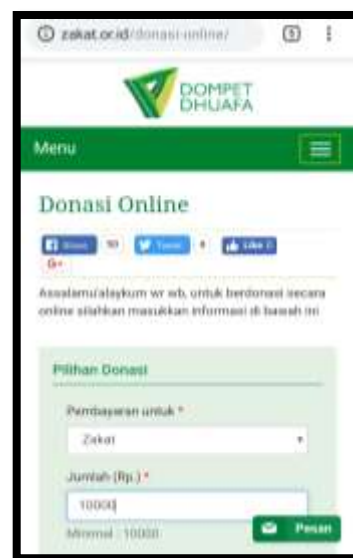 zakat.or.id/donasi-online/
DOMPET
DHUAFA
Menu
Donasi Online
Share 50 Tweet Like 0
G+
Assalamu'alaykum wr wb, untuk berdonasi secara
online silahkan masukkan informasi di bawah ini
Pilihan Donasi
Pembayaran untuk *
Zakat
Jumlah (Rp.) *
10000
Minimal : 10000
Pesan